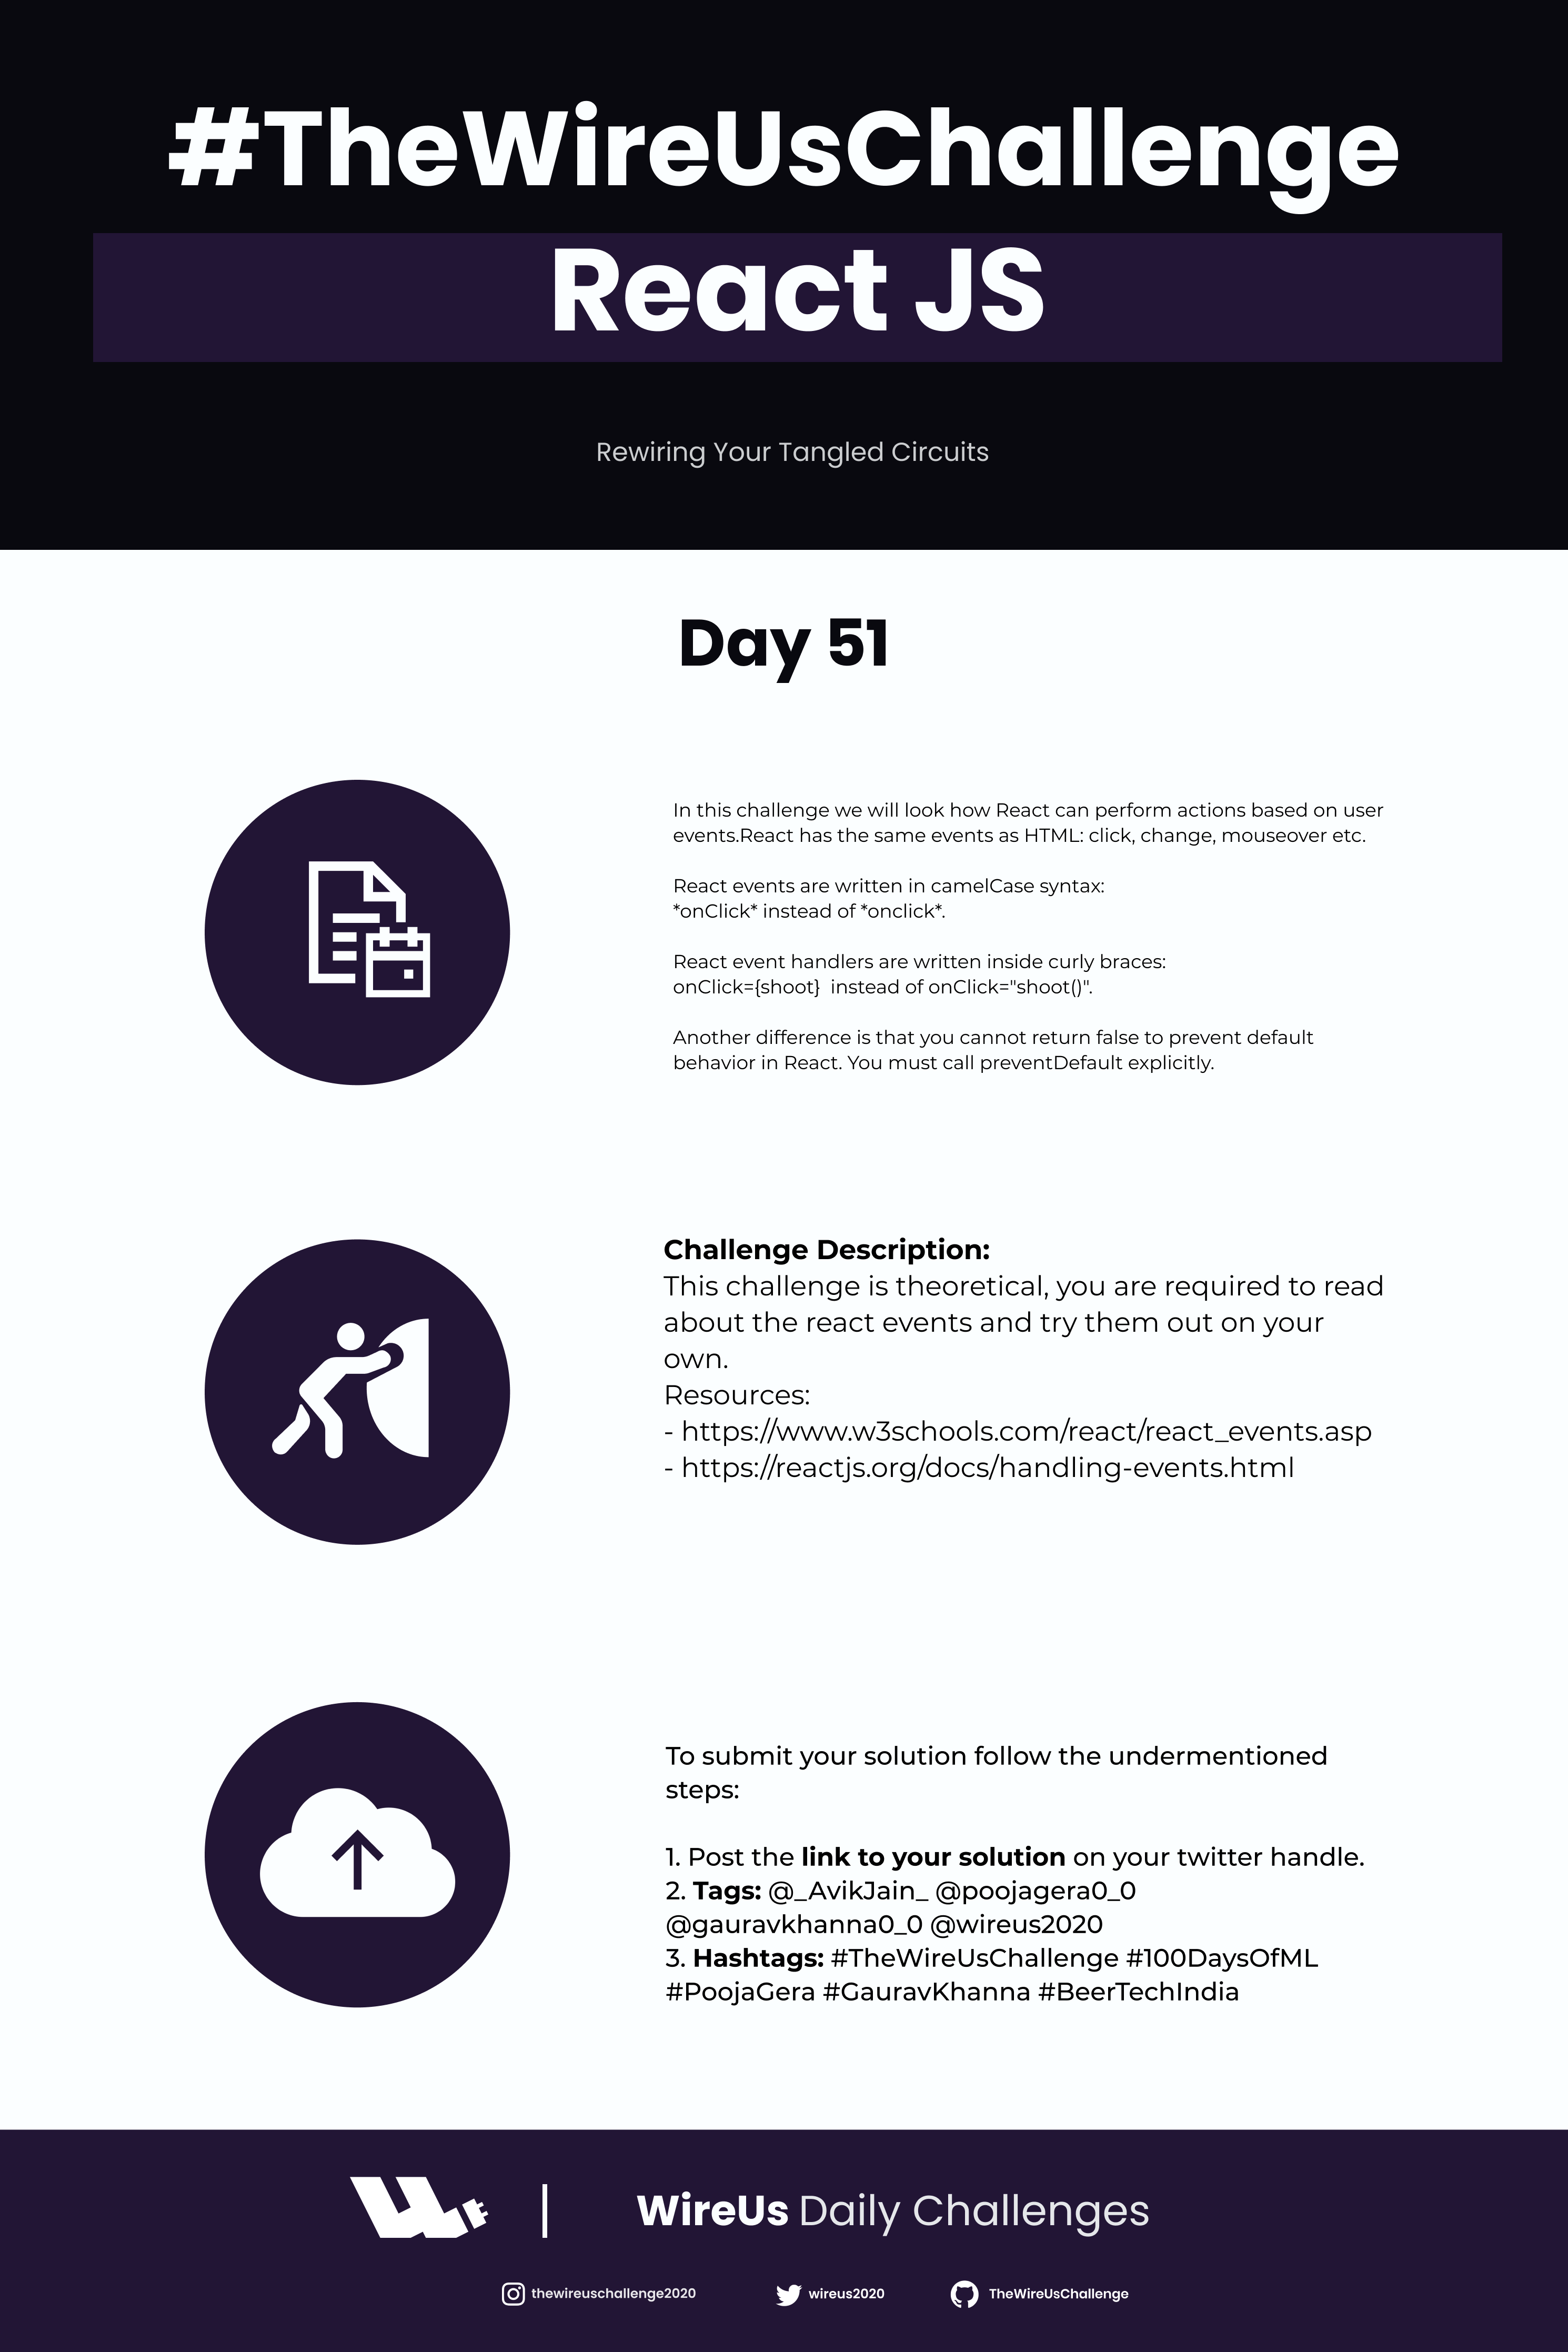 #TheWireUsChallenge
React JS
Rewiring Your Tangled Circuits
Day 51
In this challenge we will look how React can perform actions based on user
events.React has the same events as HTML: click, change, mouseover etc.
React events are written in camelCase syntax:
*onClick* instead of *onclick*.
React event handlers are written inside curly braces:
onClick={shoot}  instead of onClick="shoot()".
Another difference is that you cannot return false to prevent default
behavior in React. You must call preventDefault explicitly.
Challenge Description:
This challenge is theoretical, you are required to read
about the react events and try them out on your
own.
Resources:
- https://www.w3schools.com/react/react_events.asp
- https://reactjs.org/docs/handling-events.html
To submit your solution follow the undermentioned
steps:
1. Post the link to your solution on your twitter handle.
2. Tags: @_AvikJain_ @poojagera0_0
@gauravkhanna0_0 @wireus2020
3. Hashtags: #TheWireUsChallenge #100DaysOfML
#PoojaGera #GauravKhanna #BeerTechIndia
WireUs Daily Challenges
thewireuschallenge2020 wireus2020 TheWireUsChallenge